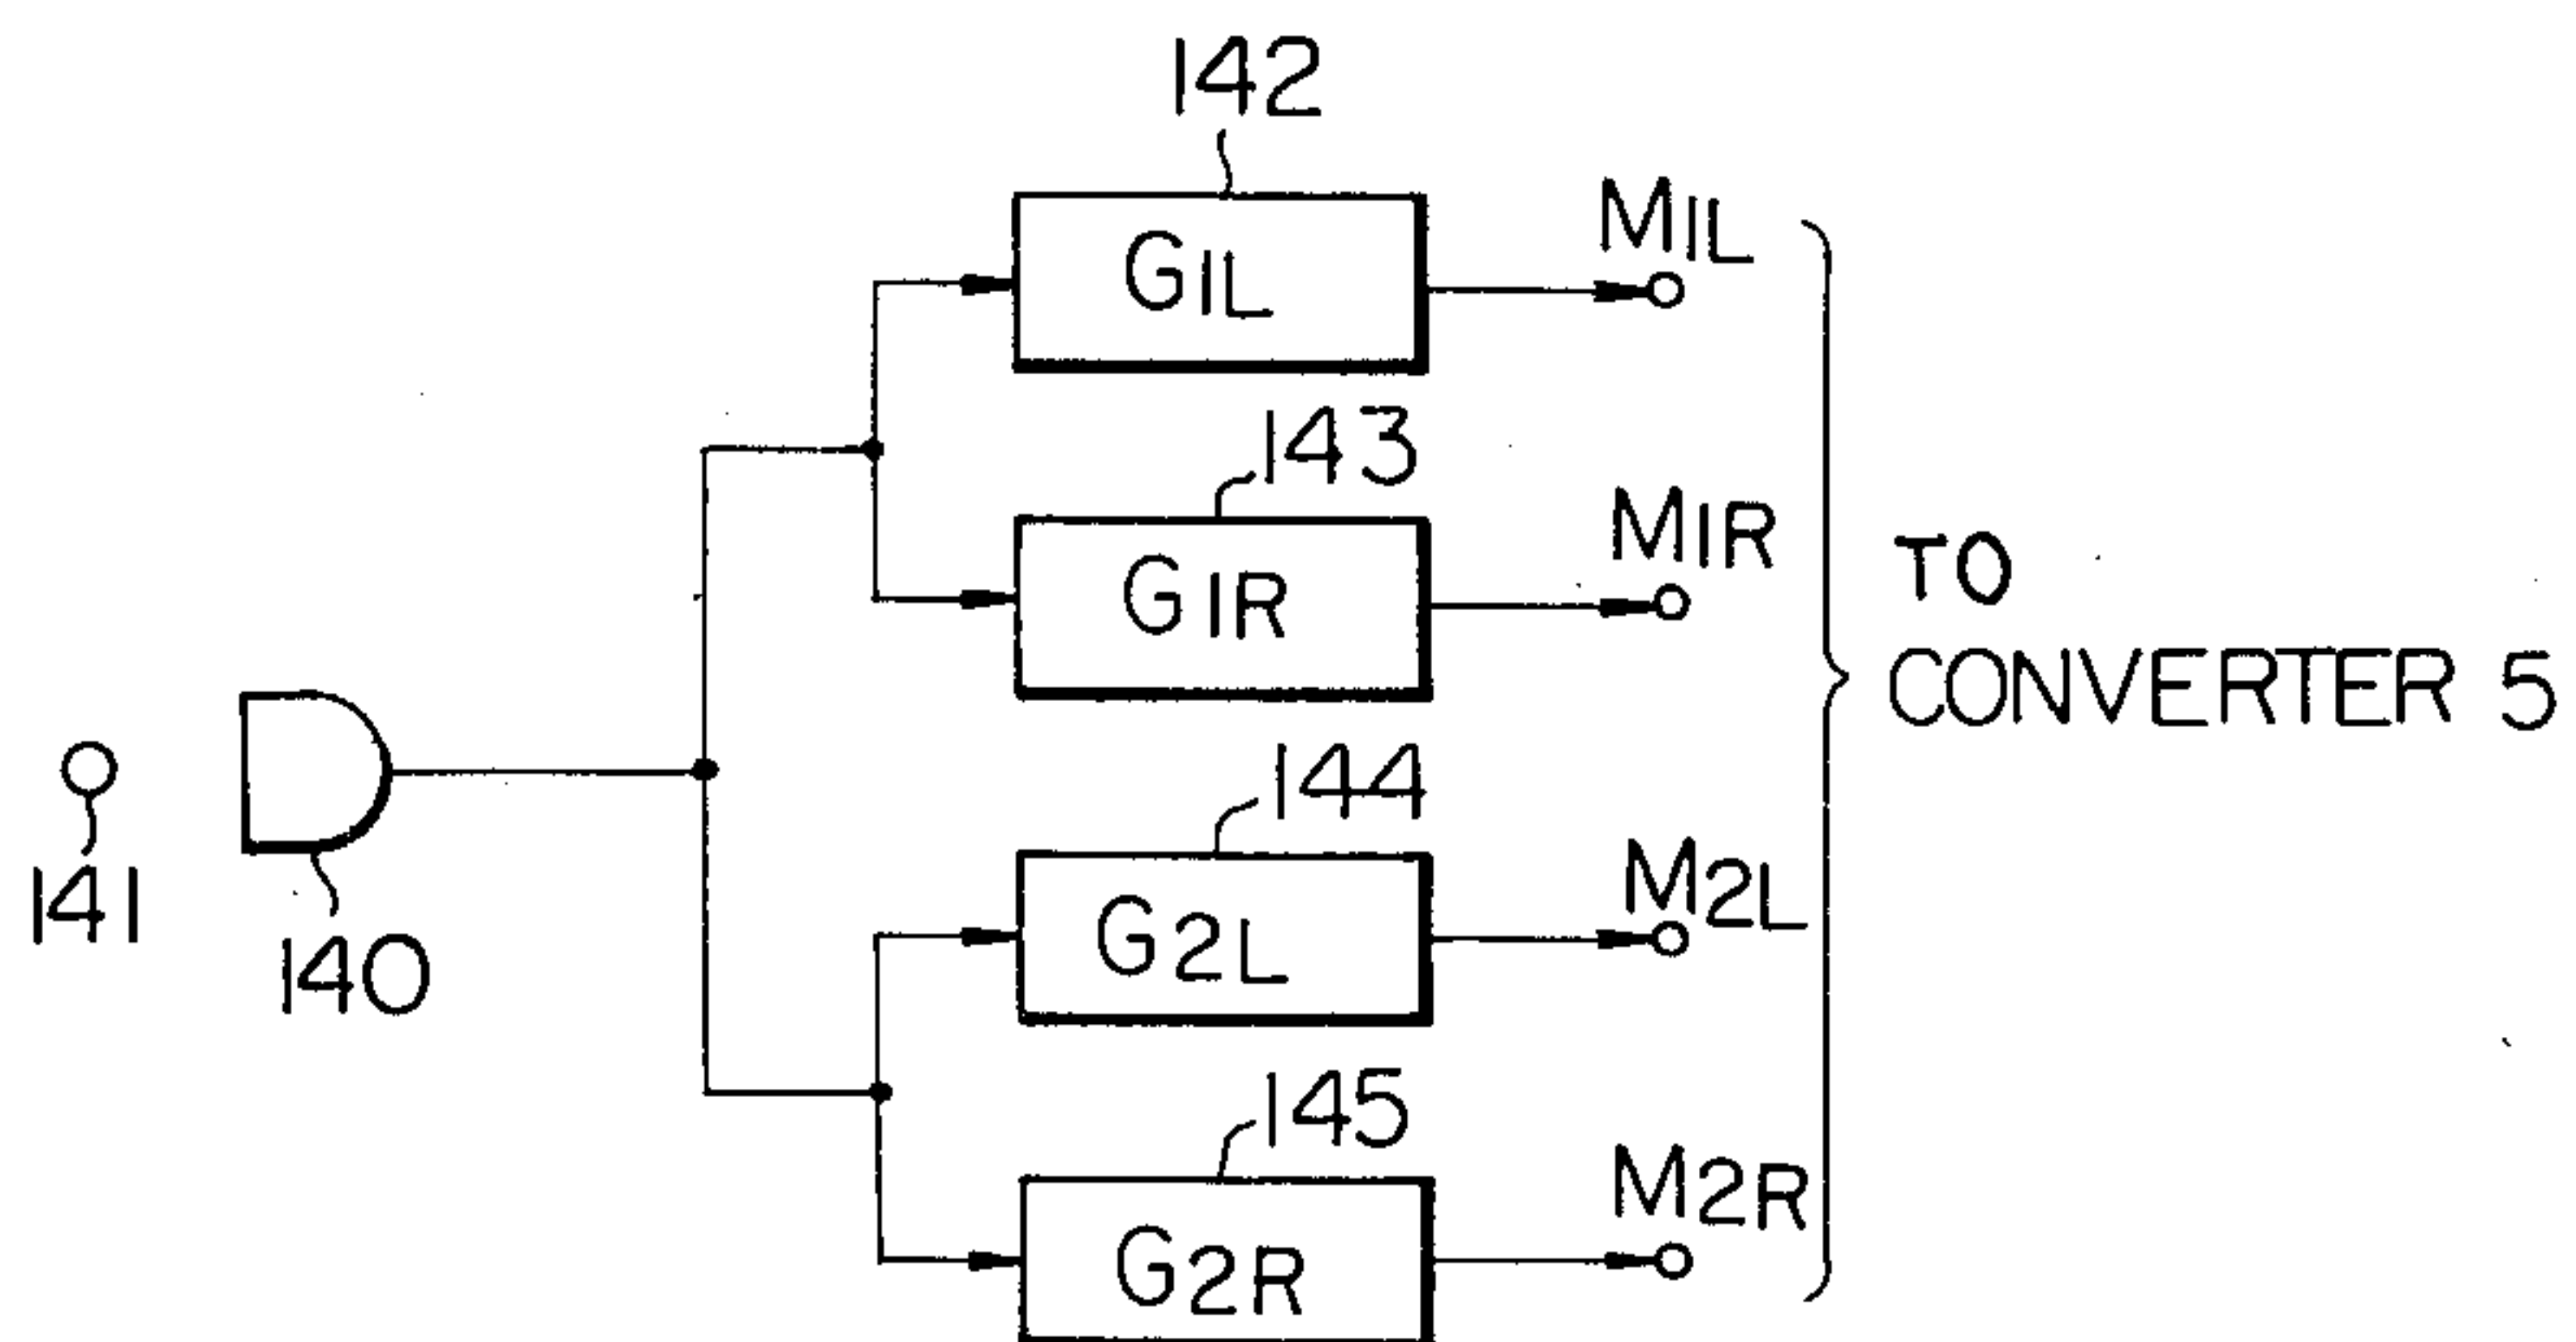 142
G1L
M1L
143
G1R
M1R
TO
CONVERTER 5
141
140
144
G2L
M2L
145
G2R
M2R